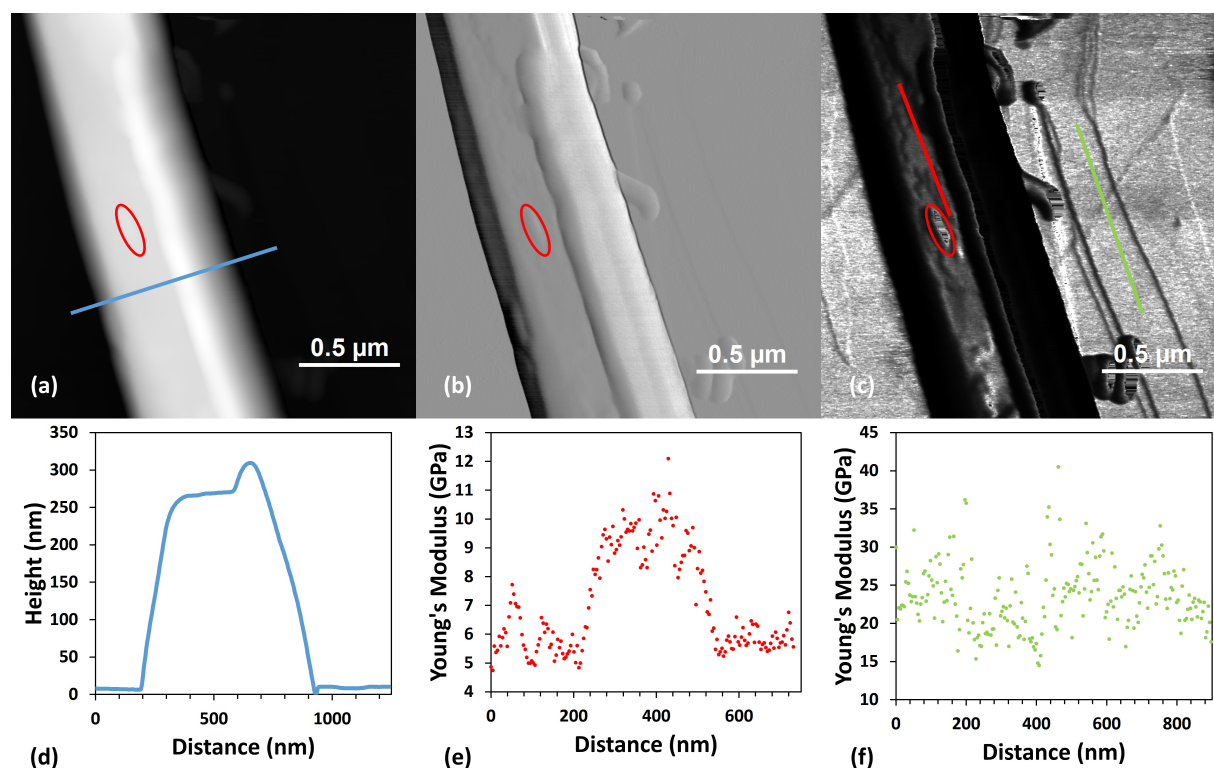 0.5 µm
(a)
0.5 µm
(b)
0.5 µm
(c)
350
300
250
200
150
100
50
0
Height (nm)
0
500
1000
Distance (nm)
(d)
13
12
11
10
9
8
7
6
5
4
Young's Modulus (GPa)
0
200
400
600
Distance (nm)
(e)
45
40
35
30
25
20
15
10
Young's Modulus (GPa)
0
200
400
600
800
Distance (nm)
(f)